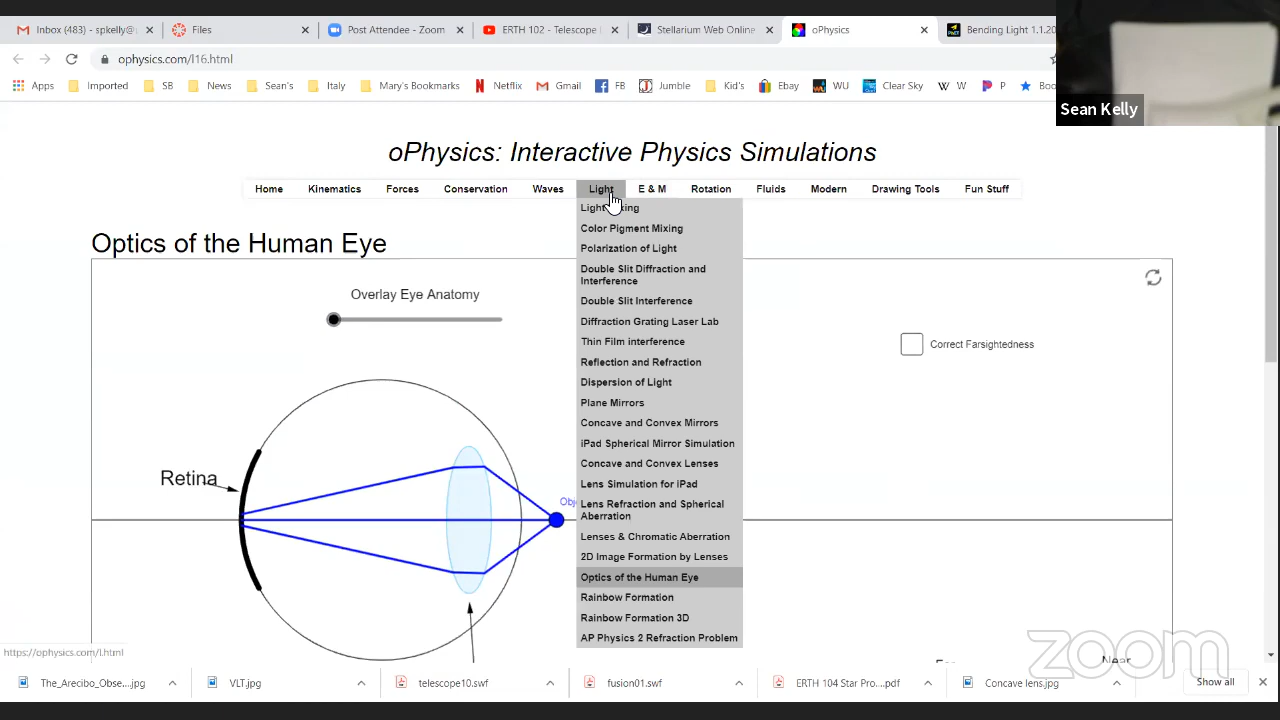 Inbox (483) - spkelly@
Files
Post Attendee - Zoom
ERTH 102 - Telescope
Stellarium Web Online
oPhysics
Bending Light 1.1.20
ophysics.com/l16.html
Apps
Imported
SB
News
Sean's
Italy
Mary's Bookmarks
Netflix
Gmail
FB
Jumble
Kid's
Ebay
WU
Clear Sky
W
P
Boo
Sean Kelly
oPhysics: Interactive Physics Simulations
Home
Kinematics
Forces
Conservation
Waves
Light
E & M
Rotation
Fluids
Modern
Drawing Tools
Fun Stuff
Color Pigment Mixing
Polarization of Light
Double Slit Diffraction and
Interference
Double Slit Interference
Diffraction Grating Laser Lab
Thin Film interference
Reflection and Refraction
Dispersion of Light
Plane Mirrors
Concave and Convex Mirrors
iPad Spherical Mirror Simulation
Concave and Convex Lenses
Lens Simulation for iPad
Lens Refraction and Spherical
Aberration
Lenses & Chromatic Aberration
2D Image Formation by Lenses
Optics of the Human Eye
Rainbow Formation
Rainbow Formation 3D
AP Physics 2 Refraction Problem
Optics of the Human Eye
Overlay Eye Anatomy
Correct Farsightedness
Retina
Obj
Near
https://ophysics.com/l.html
zoom
The_Arecibo_Obse....jpg
VLT.jpg
telescope10.swf
fusion01.swf
ERTH 104 Star Pro....pdf
Concave lens.jpg
Show all